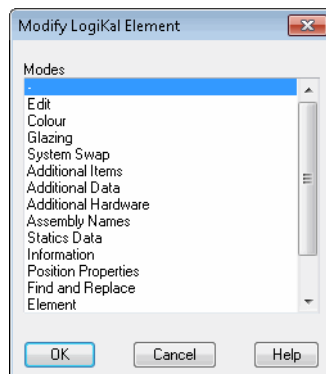 Modify LogiKal Element
Modes
-
Edit
Colour
Glazing
System Swap
Additional Items
Additional Data
Additional Hardware
Assembly Names
Statics Data
Information
Position Properties
Find and Replace
Element
OK Cancel Help